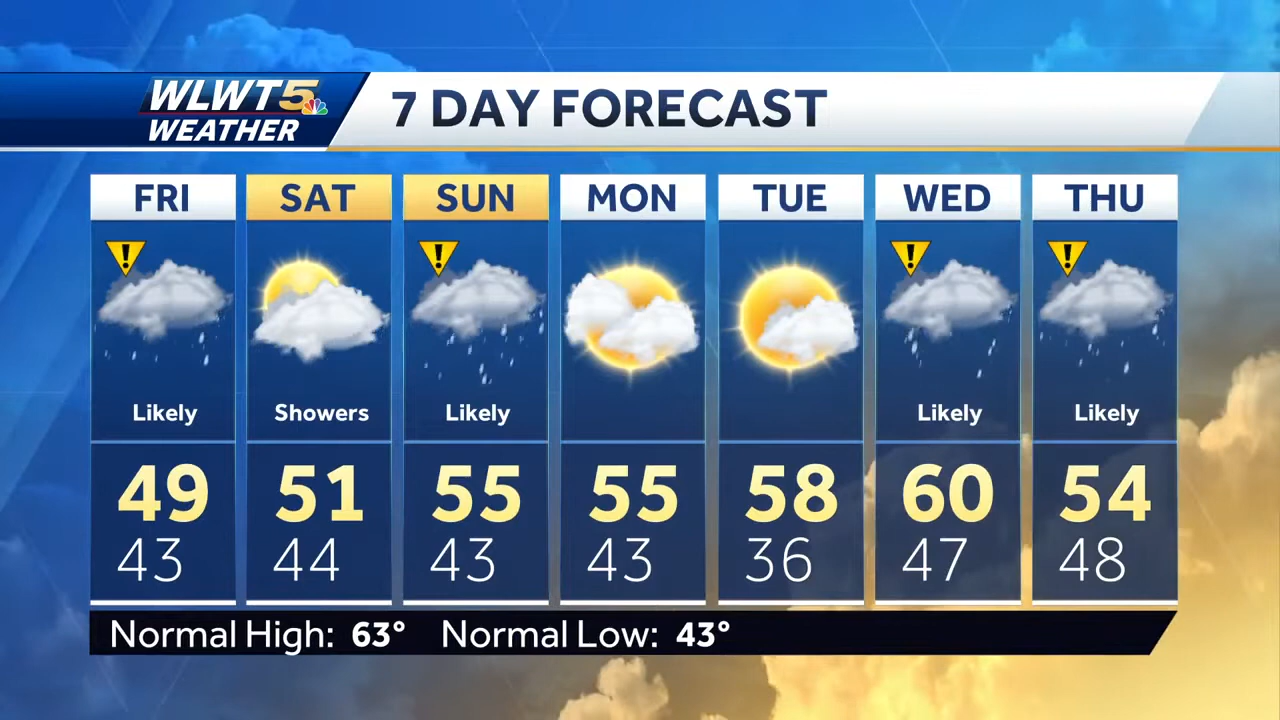 WLWT5
WEATHER
7 DAY FORECAST
FRI SAT SUN MON TUE WED THU
! ! ! !
Likely Showers Likely Likely Likely
49 51 55 55 58 60 54
43 44 43 43 36 47 48
Normal High: 63° Normal Low: 43°